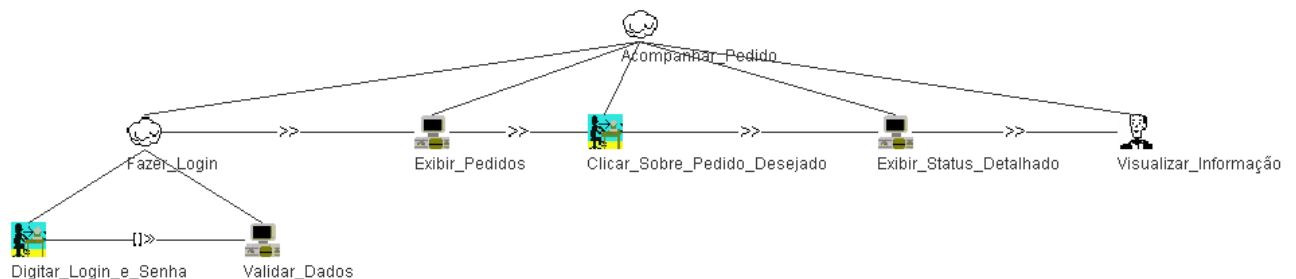 Acompanhar_Pedido
>> >> >> >>
Fazer_Login Exibir_Pedidos Clicar_Sobre_Pedido_Desejado Exibir_Status_Detalhado Visualizar_Informação
[]>>
Digitar_Login_e_Senha Validar_Dados